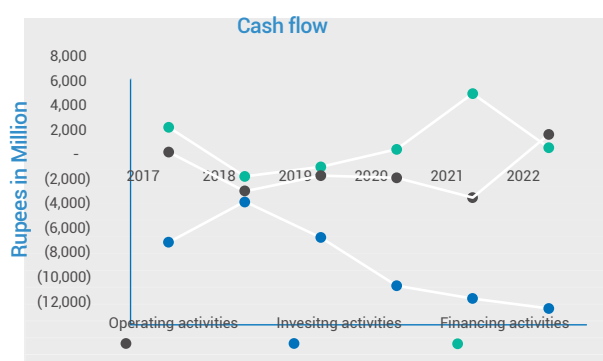 Cash flow
8,000
6,000
4,000
2,000
-
(2,000)
(4,000)
(6,000)
(8,000)
(10,000)
(12,000)
Rupees in Million
2017 2018 2019 2020 2021 2022
Operating activities Invesitng activities Financing activities